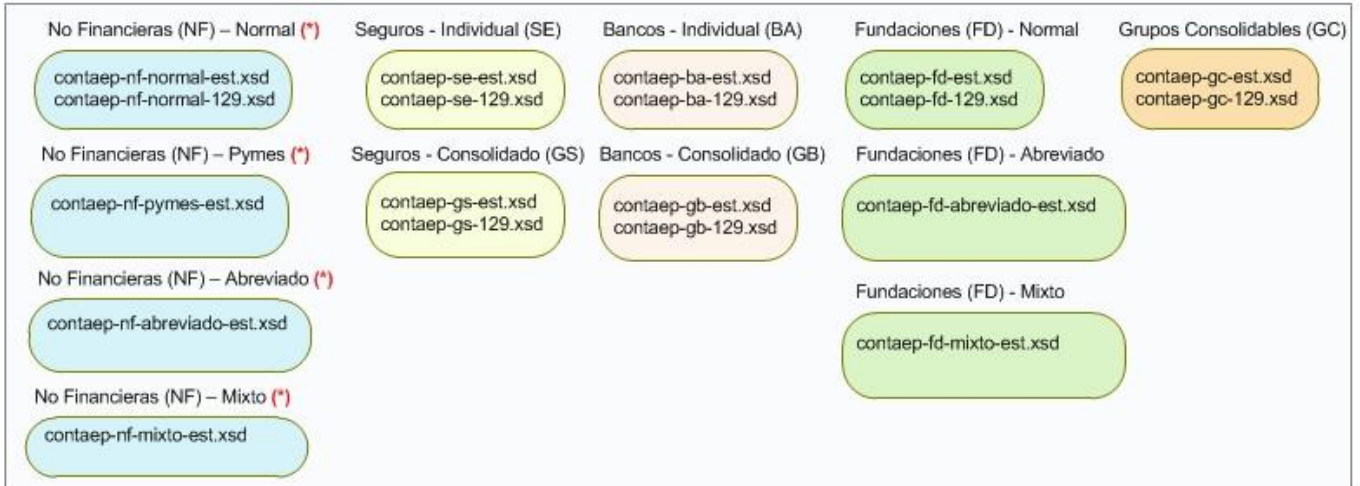 No Financieras (NF) – Normal (*)
contaep-nf-normal-est.xsd
contaep-nf-normal-129.xsd
Seguros - Individual (SE)
contaep-se-est.xsd
contaep-se-129.xsd
Bancos - Individual (BA)
contaep-ba-est.xsd
contaep-ba-129.xsd
Fundaciones (FD) - Normal
contaep-fd-est.xsd
contaep-fd-129.xsd
Grupos Consolidables (GC)
contaep-gc-est.xsd
contaep-gc-129.xsd
No Financieras (NF) – Pymes (*)
contaep-nf-pymes-est.xsd
Seguros - Consolidado (GS)
contaep-gs-est.xsd
contaep-gs-129.xsd
Bancos - Consolidado (GB)
contaep-gb-est.xsd
contaep-gb-129.xsd
Fundaciones (FD) - Abreviado
contaep-fd-abreviado-est.xsd
No Financieras (NF) – Abreviado (*)
contaep-nf-abreviado-est.xsd
Fundaciones (FD) - Mixto
contaep-fd-mixto-est.xsd
No Financieras (NF) – Mixto (*)
contaep-nf-mixto-est.xsd